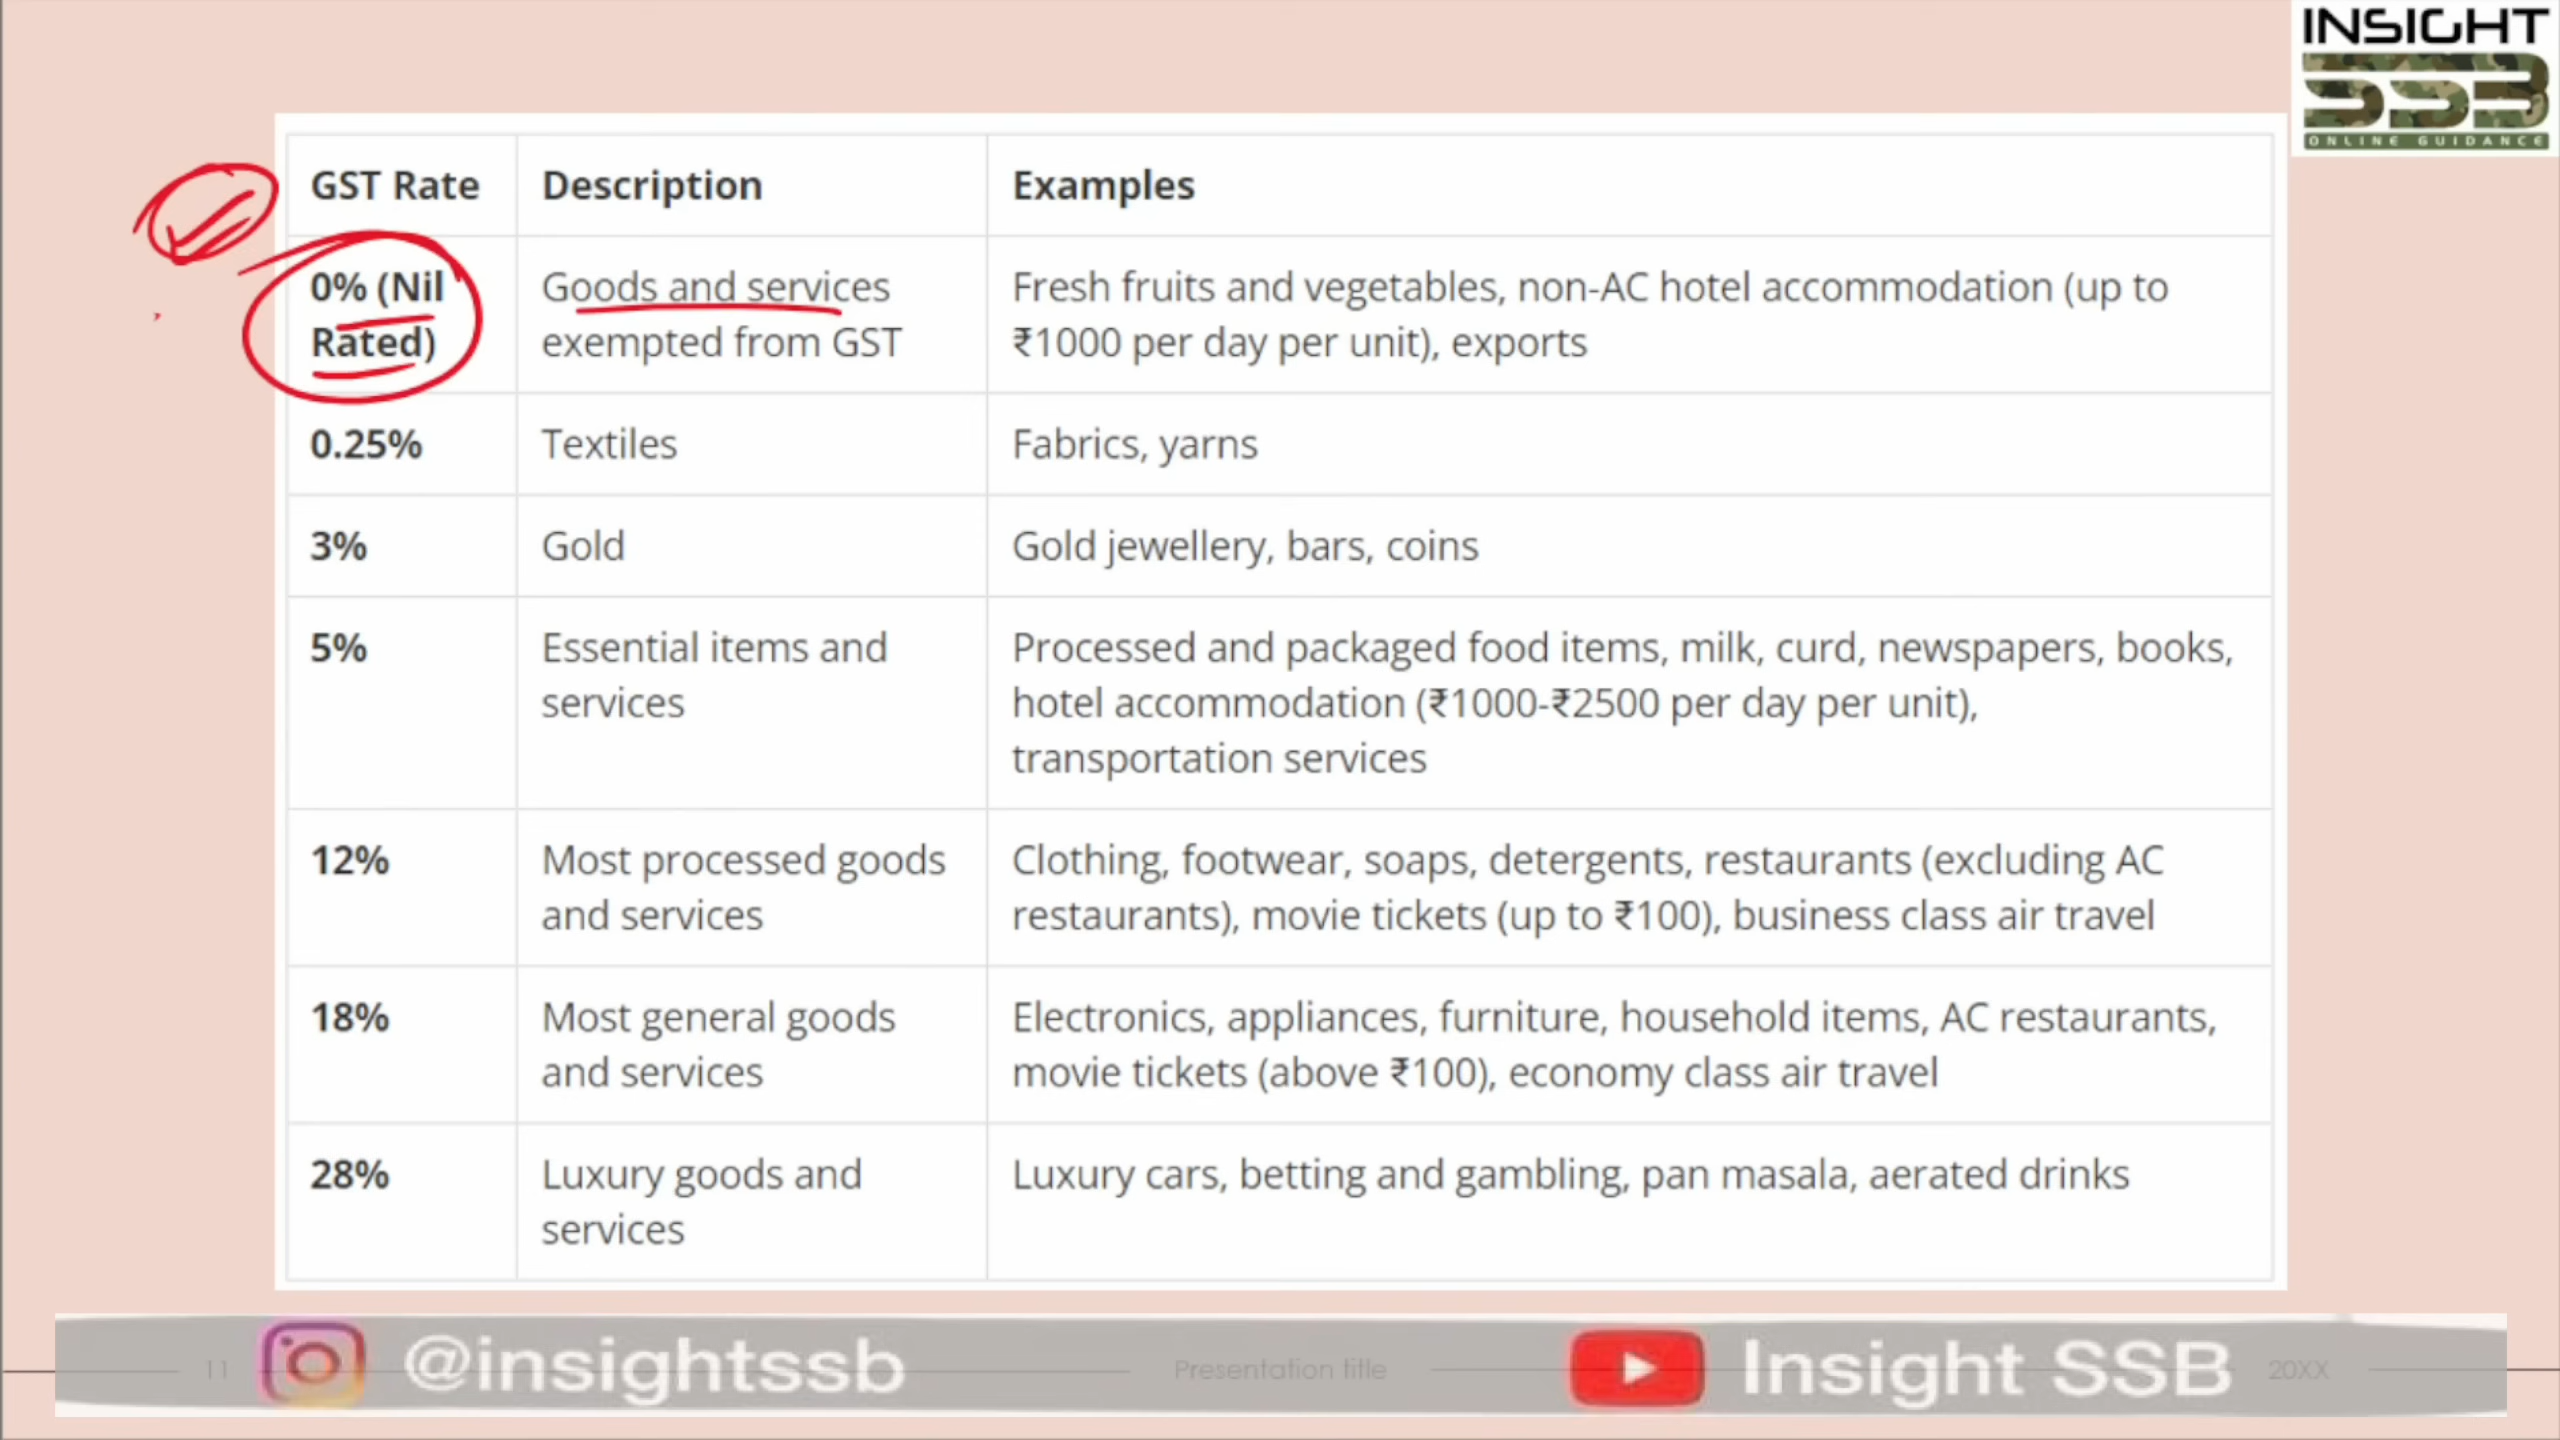 INSIGHT
SSB
ONLINE GUIDANCE
GST Rate Description Examples
0% (Nil Goods and services Fresh fruits and vegetables, non-AC hotel accommodation (up to
Rated) exempted from GST ₹1000 per day per unit), exports
0.25% Textiles Fabrics, yarns
3% Gold Gold jewellery, bars, coins
5% Essential items and Processed and packaged food items, milk, curd, newspapers, books,
services hotel accommodation (₹1000-₹2500 per day per unit),
transportation services
12% Most processed goods Clothing, footwear, soaps, detergents, restaurants (excluding AC
and services restaurants), movie tickets (up to ₹100), business class air travel
18% Most general goods Electronics, appliances, furniture, household items, AC restaurants,
and services movie tickets (above ₹100), economy class air travel
28% Luxury goods and Luxury cars, betting and gambling, pan masala, aerated drinks
services
11 @insightssb Presentation title Insight SSB 20XX